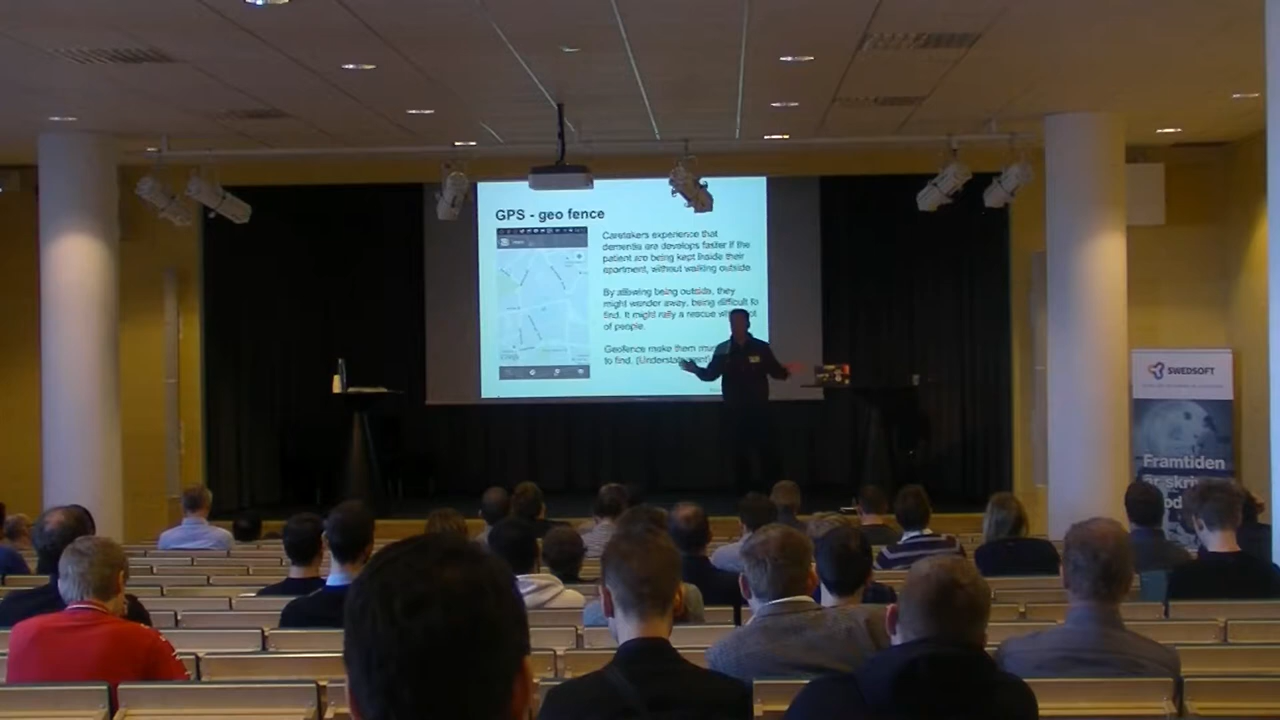 GPS - geo fence
Caretakers experience that
dementia are develops faster if the
patient are being kept inside their
apartment, without walking outside.
By allowing being outside, they
might wander away, being difficult to
find. It might rally a rescue
of people.
Geofence make them
to find.
SWEDSOFT
Framtiden
är